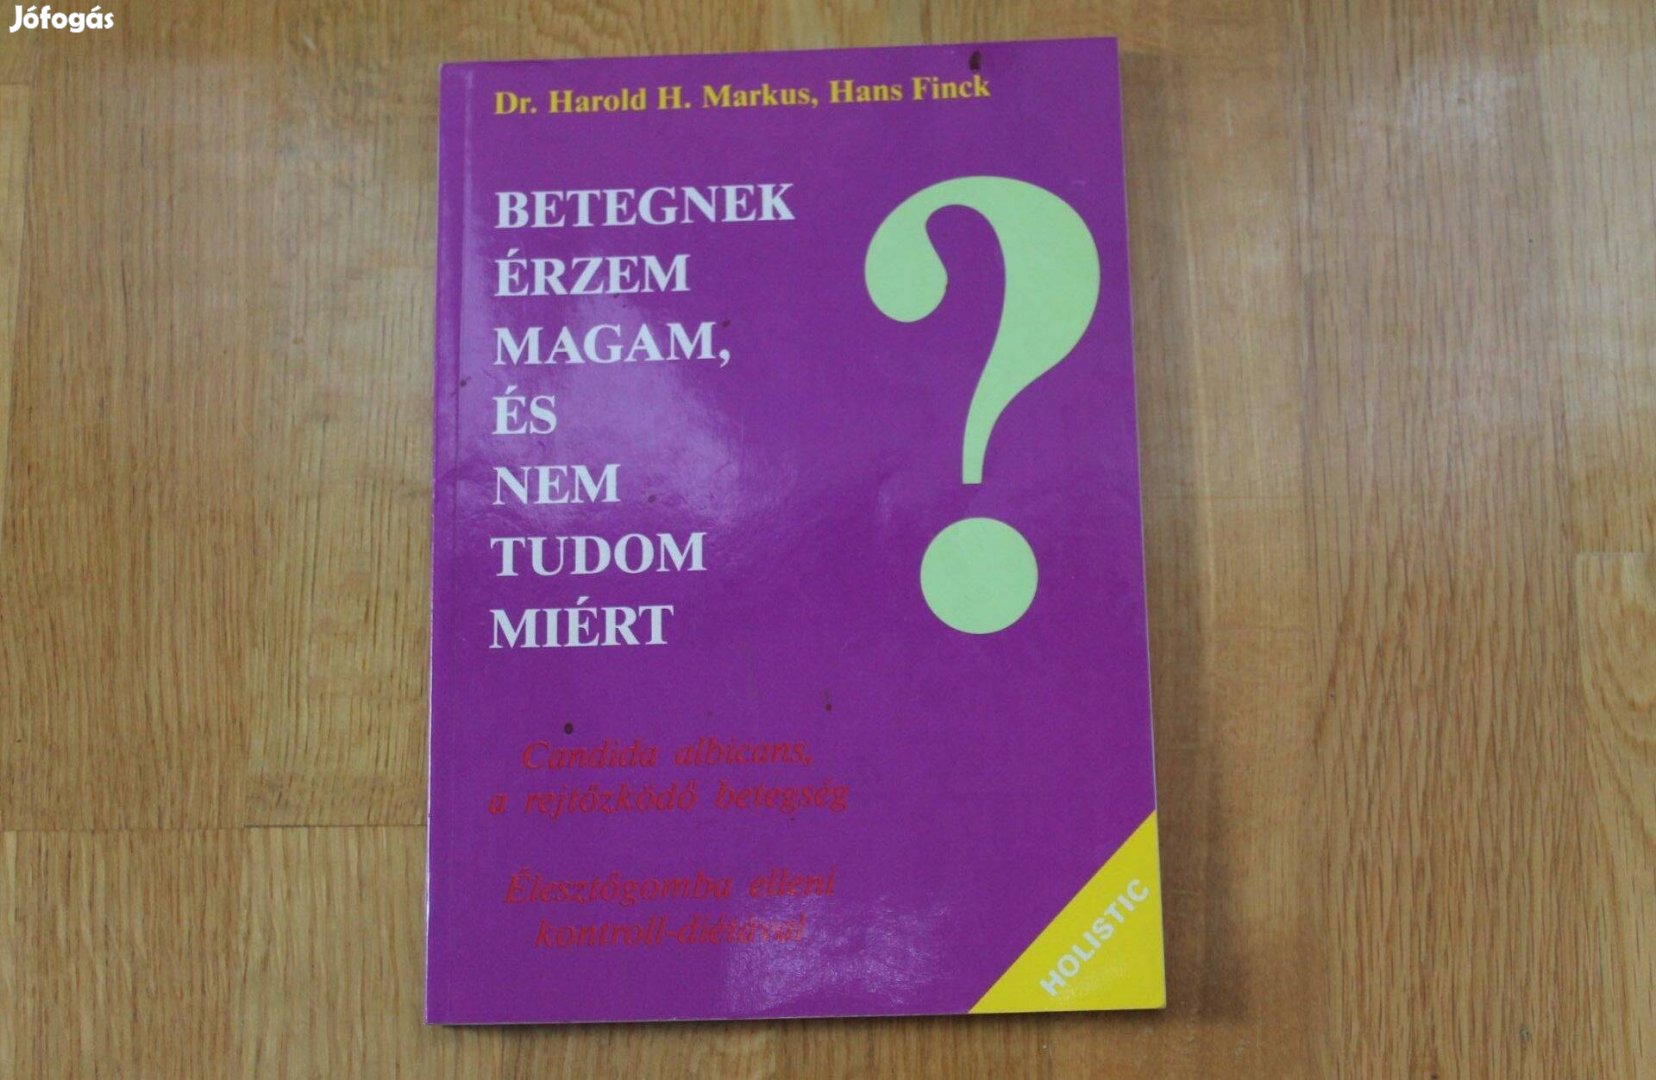 Jófogás
Dr. Harold H. Markus, Hans Finck
BETEGNEK
ÉRZEM
MAGAM,
ÉS
NEM
TUDOM
MIÉRT
?
Candida albicans,
a rejtőzködő betegség
Élesztőgomba elleni
kontroll-diétával
HOLISTIC